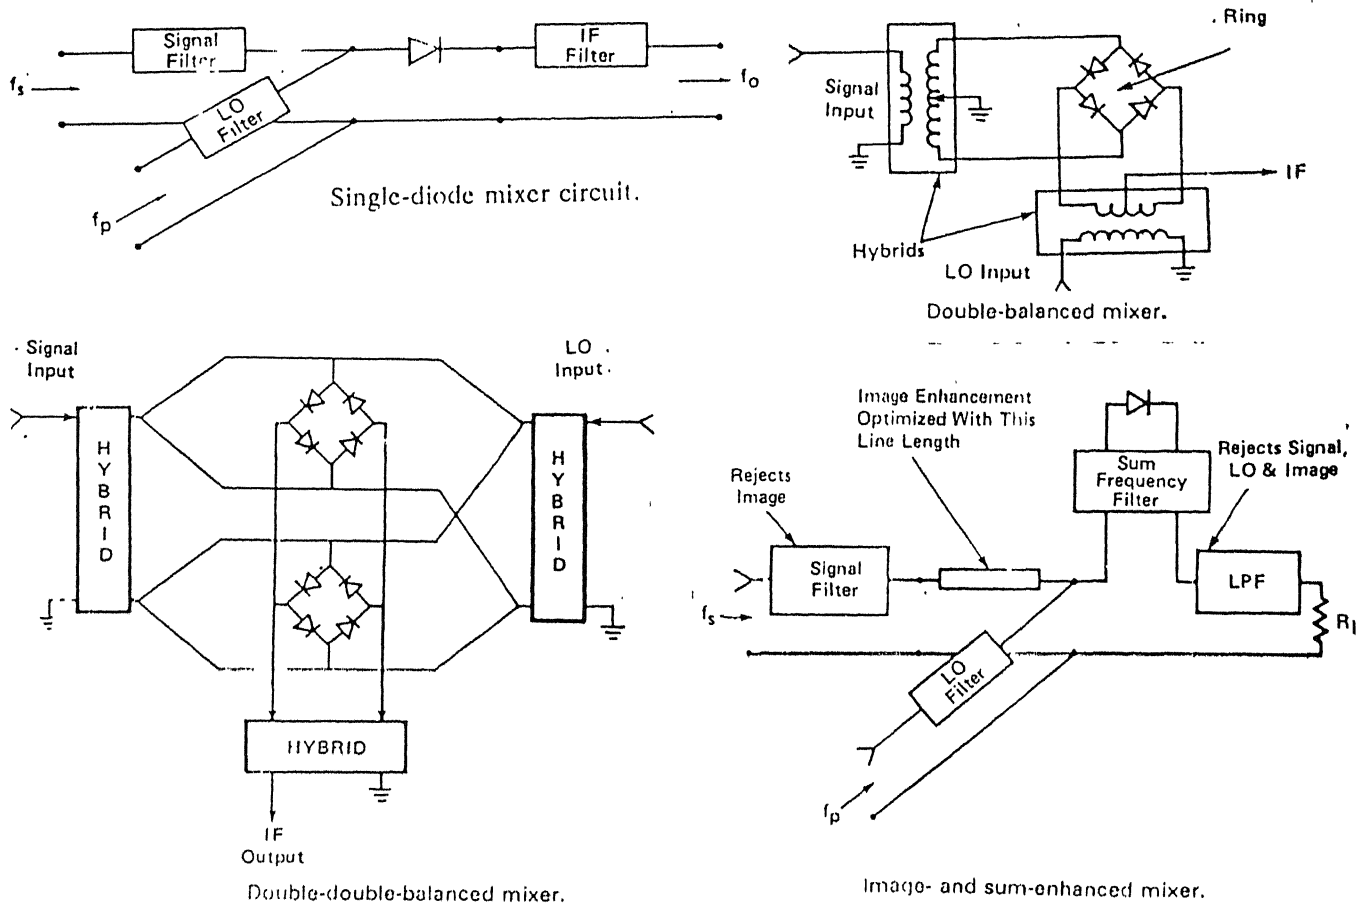 Signal
Filter
IF
Filter
fs
fo
LO
Filter
fp
Single-diode mixer circuit.
. Ring
Signal
Input
IF
Hybrids
LO Input
Double-balanced mixer.
Signal
Input
LO
Input
HYBRID
HYBRID
HYBRID
IF
Output
Double-double-balanced mixer.
Image Enhancement
Optimized With This
Line Length
Rejects
Image
Sum
Frequency
Filter
Rejects Signal,
LO & Image
Signal
Filter
LPF
fs
LO
Filter
fp
Image- and sum-enhanced mixer.